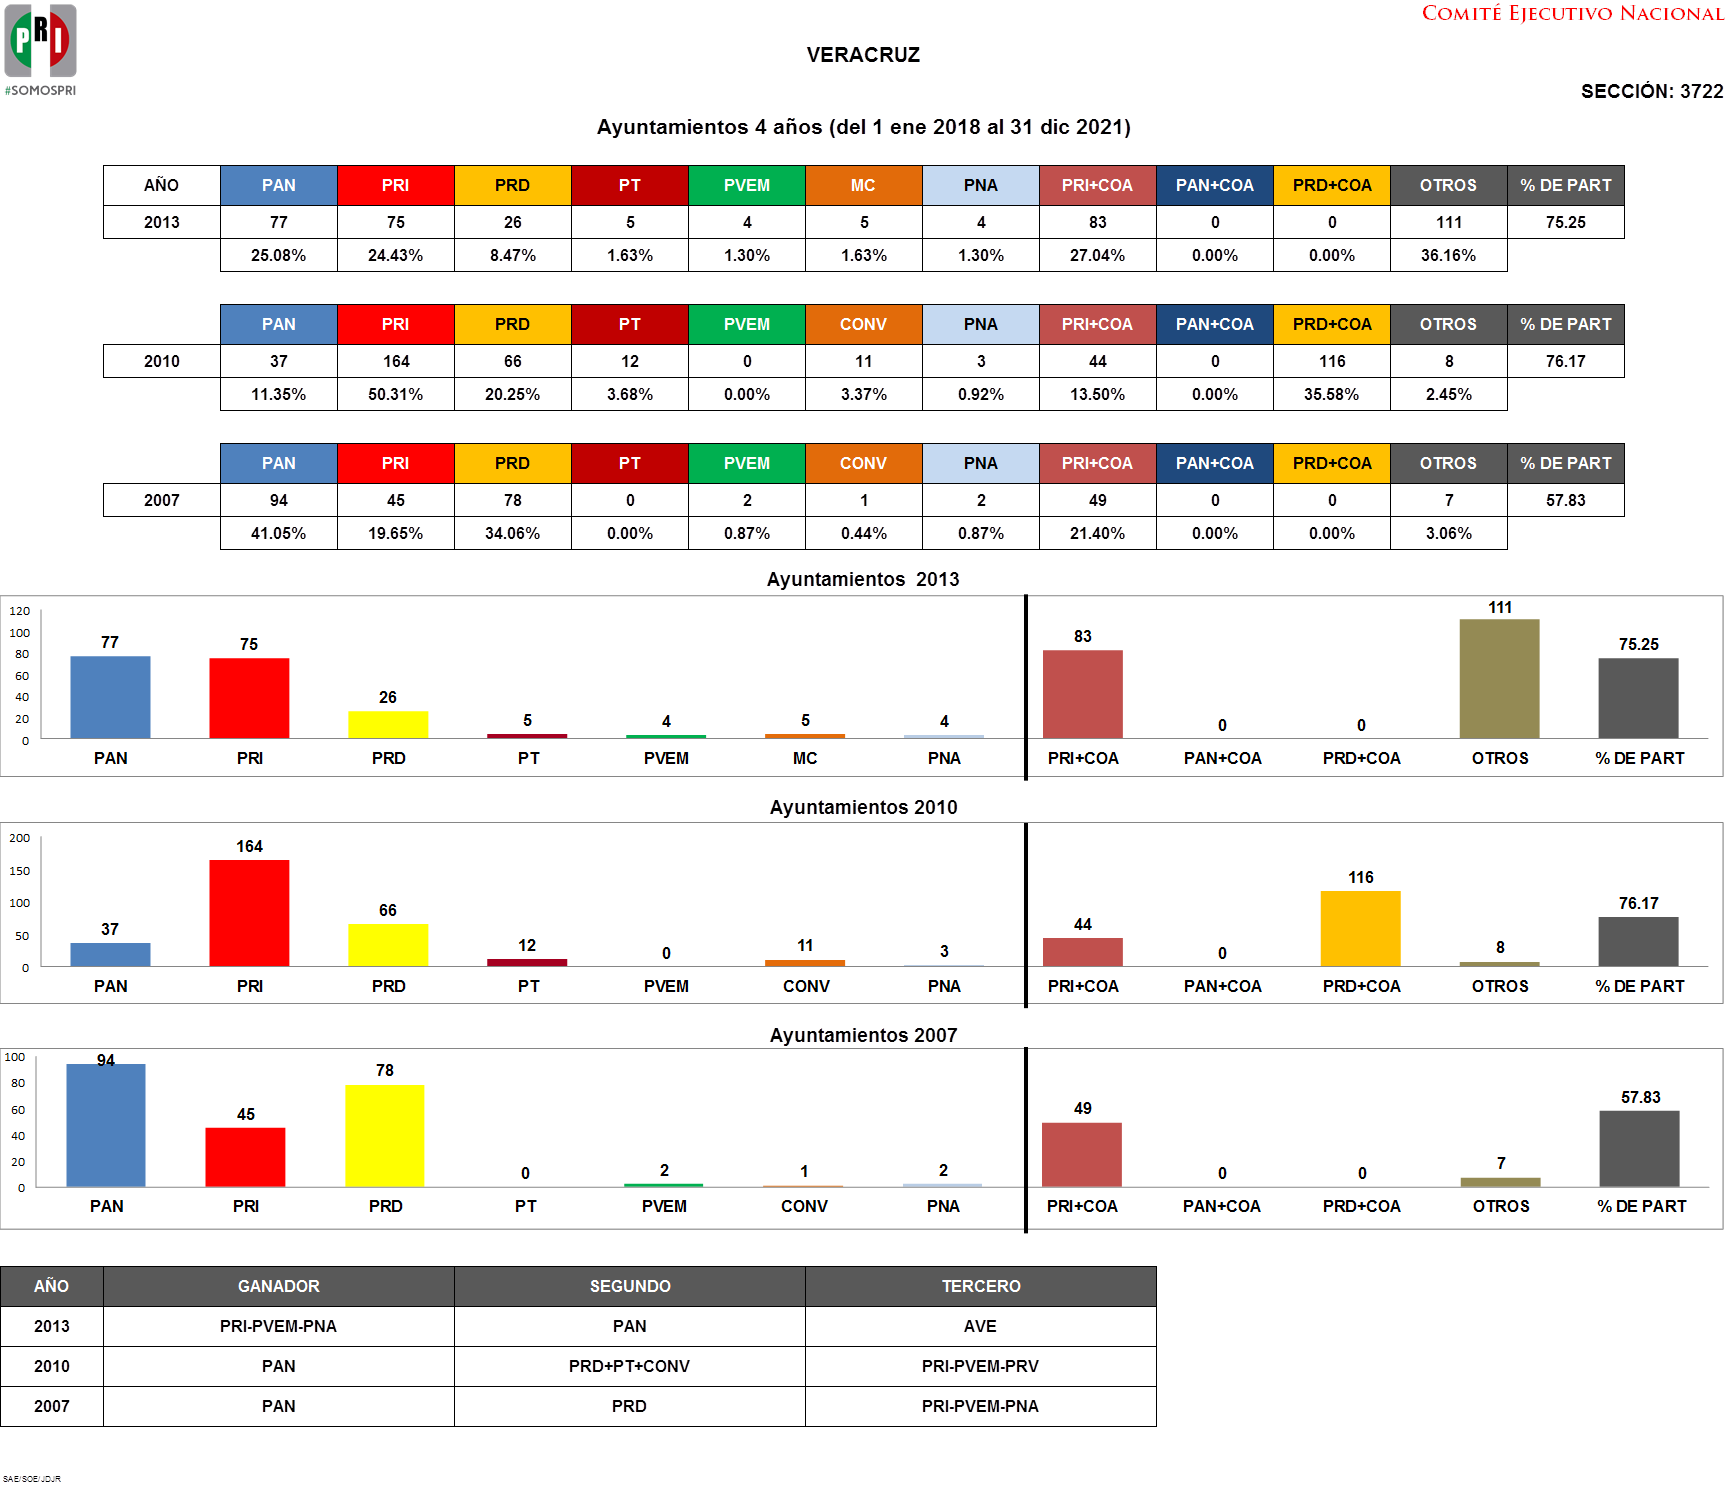 PRI
#SOMOSPRI
COMITÉ EJECUTIVO NACIONAL
VERACRUZ
SECCIÓN: 3722
Ayuntamientos 4 años (del 1 ene 2018 al 31 dic 2021)
AÑO PAN PRI PRD PT PVEM MC PNA PRI+COA PAN+COA PRD+COA OTROS % DE PART
2013 77 75 26 5 4 5 4 83 0 0 111 75.25
25.08% 24.43% 8.47% 1.63% 1.30% 1.63% 1.30% 27.04% 0.00% 0.00% 36.16%
PAN PRI PRD PT PVEM CONV PNA PRI+COA PAN+COA PRD+COA OTROS % DE PART
2010 37 164 66 12 0 11 3 44 0 116 8 76.17
11.35% 50.31% 20.25% 3.68% 0.00% 3.37% 0.92% 13.50% 0.00% 35.58% 2.45%
PAN PRI PRD PT PVEM CONV PNA PRI+COA PAN+COA PRD+COA OTROS % DE PART
2007 94 45 78 0 2 1 2 49 0 0 7 57.83
41.05% 19.65% 34.06% 0.00% 0.87% 0.44% 0.87% 21.40% 0.00% 0.00% 3.06%
Ayuntamientos 2013
120
100
80
60
40
20
0
77 75 26 5 4 5 4 83 0 0 111 75.25
PAN PRI PRD PT PVEM MC PNA PRI+COA PAN+COA PRD+COA OTROS % DE PART
Ayuntamientos 2010
200
150
100
50
0
37 164 66 12 0 11 3 44 0 116 8 76.17
PAN PRI PRD PT PVEM CONV PNA PRI+COA PAN+COA PRD+COA OTROS % DE PART
Ayuntamientos 2007
100
80
60
40
20
0
94 45 78 0 2 1 2 49 0 0 7 57.83
PAN PRI PRD PT PVEM CONV PNA PRI+COA PAN+COA PRD+COA OTROS % DE PART
AÑO GANADOR SEGUNDO TERCERO
2013 PRI-PVEM-PNA PAN AVE
2010 PAN PRD+PT+CONV PRI-PVEM-PRV
2007 PAN PRD PRI-PVEM-PNA
SAE/SOE/JDJR